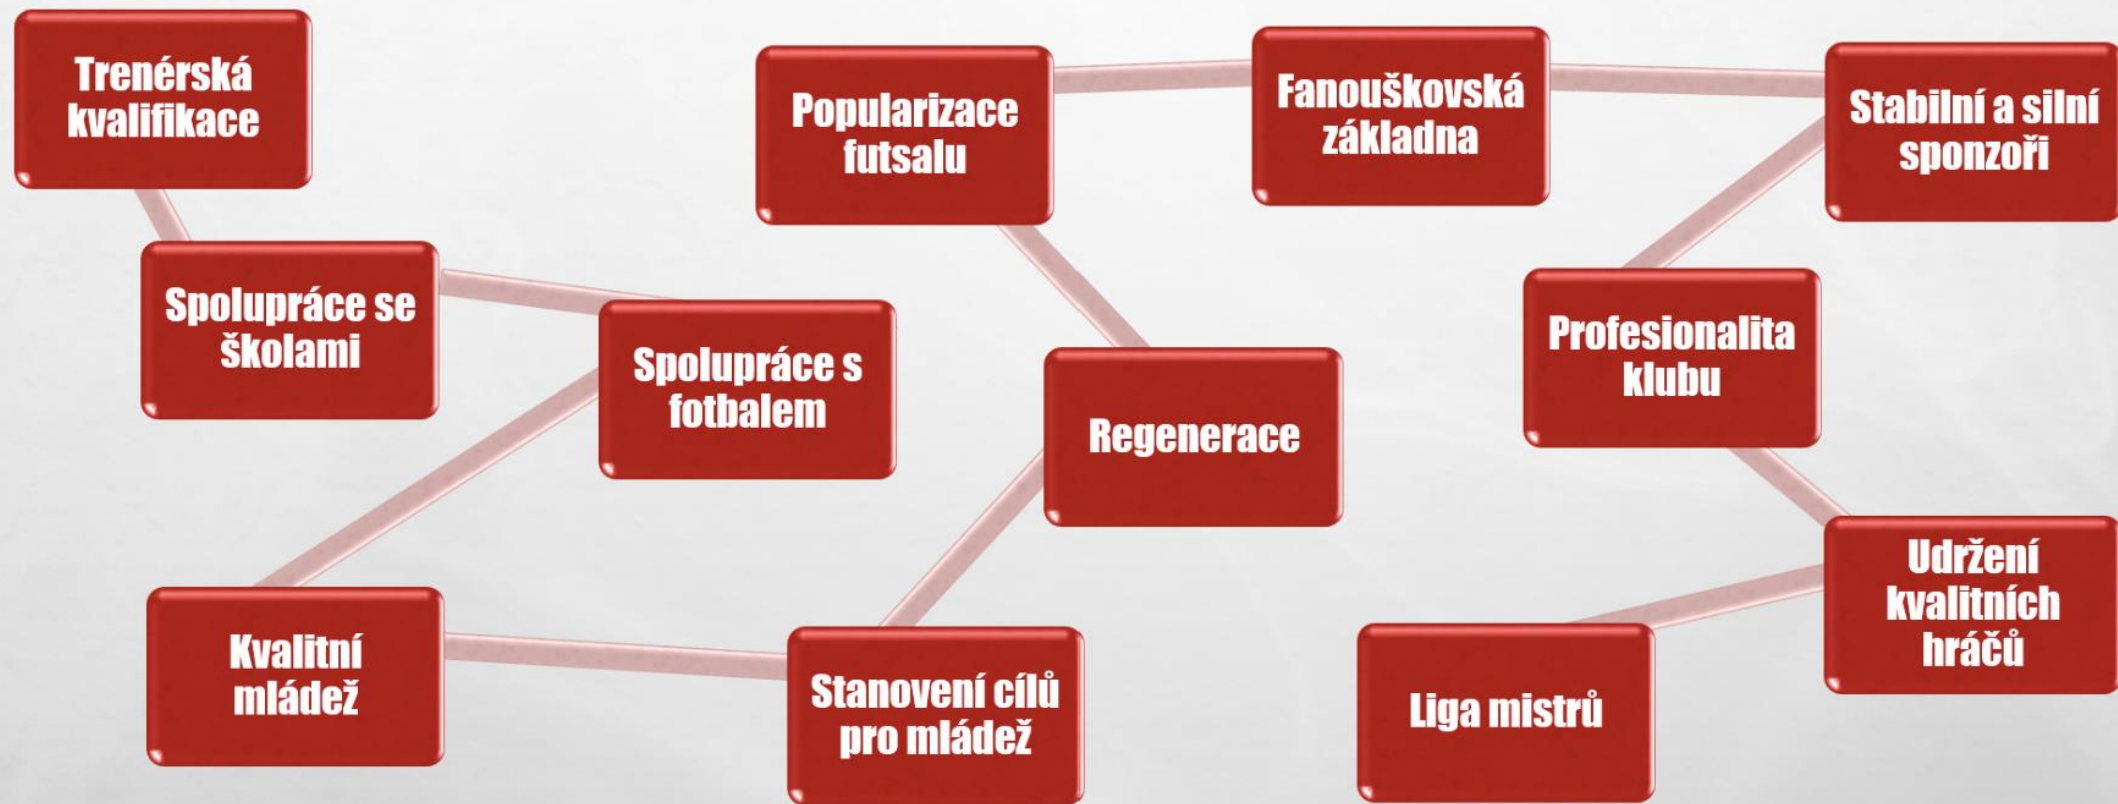 Trenérská
kvalifikace
Spolupráce se
školami
Spolupráce s
fotbalem
Kvalitní
mládež
Stanovení cílů
pro mládež
Regenerace
Popularizace
futsalu
Fanouškovská
základna
Stabilní a silní
sponzoři
Profesionalita
klubu
Udržení
kvalitních
hráčů
Liga mistrů